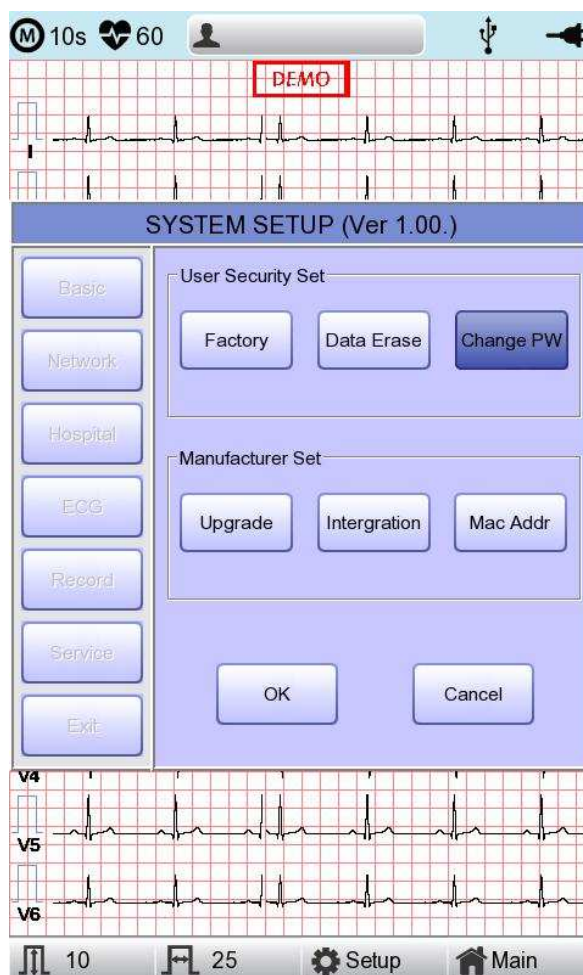 M 10s 60
DEMO
I
SYSTEM SETUP (Ver 1.00.)
Basic
Network
Hospital
ECG
Record
Service
Exit
User Security Set
Factory Data Erase Change PW
Manufacturer Set
Upgrade Intergration Mac Addr
OK Cancel
V4
V5
V6
10 25 Setup Main